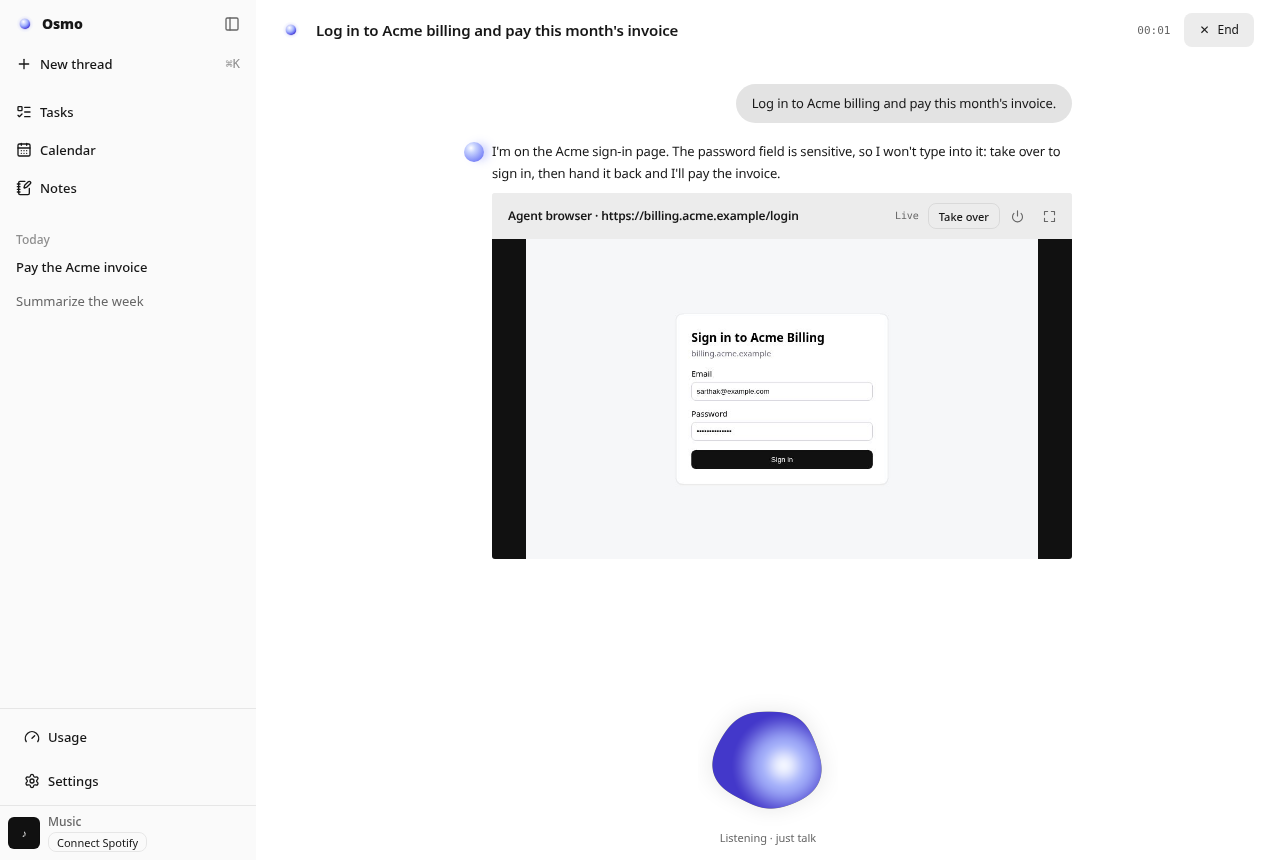 Osmo
New thread
⌘K
Tasks
Calendar
Notes
Today
Pay the Acme invoice
Summarize the week
Usage
Settings
Music
Connect Spotify
Log in to Acme billing and pay this month's invoice
00:01
End
Log in to Acme billing and pay this month's invoice.
I'm on the Acme sign-in page. The password field is sensitive, so I won't type into it: take over to
sign in, then hand it back and I'll pay the invoice.
Agent browser · https://billing.acme.example/login
Live
Take over
Sign in to Acme Billing
billing.acme.example
Email
sarthak@example.com
Password
Sign in
Listening · just talk